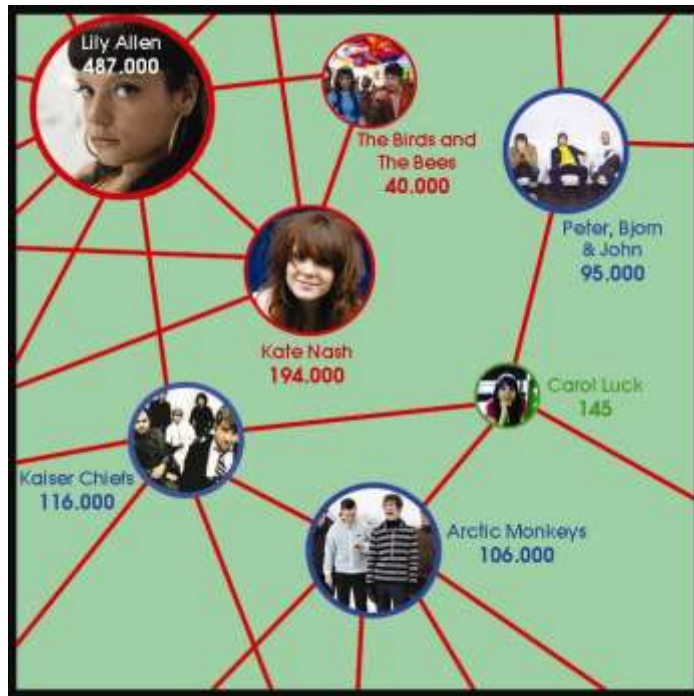 Lily Allen
487.000
The Birds and
The Bees
40.000
Peter, Bjorn
& John
95.000
Kate Nash
194.000
Carol Luck
145
Kaiser Chiefs
116.000
Arctic Monkeys
106.000